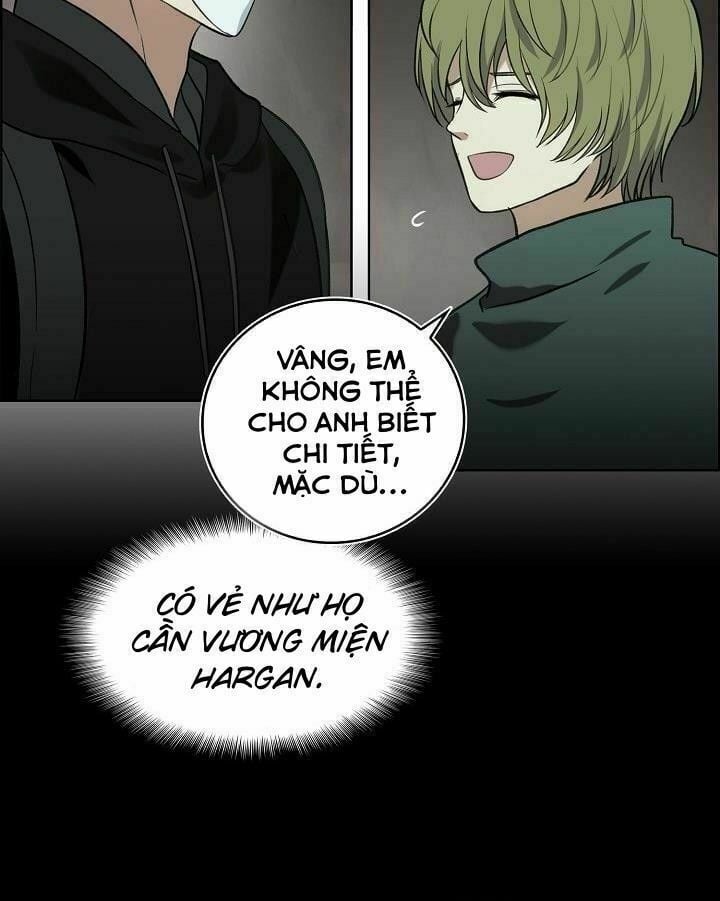 VÂNG, EM
KHÔNG THỂ
CHO ANH BIẾT
CHI TIẾT,
MẶC DÙ...
CÓ VẺ NHƯ HỌ
CẦN VƯƠNG MIỆN
HARGAN.